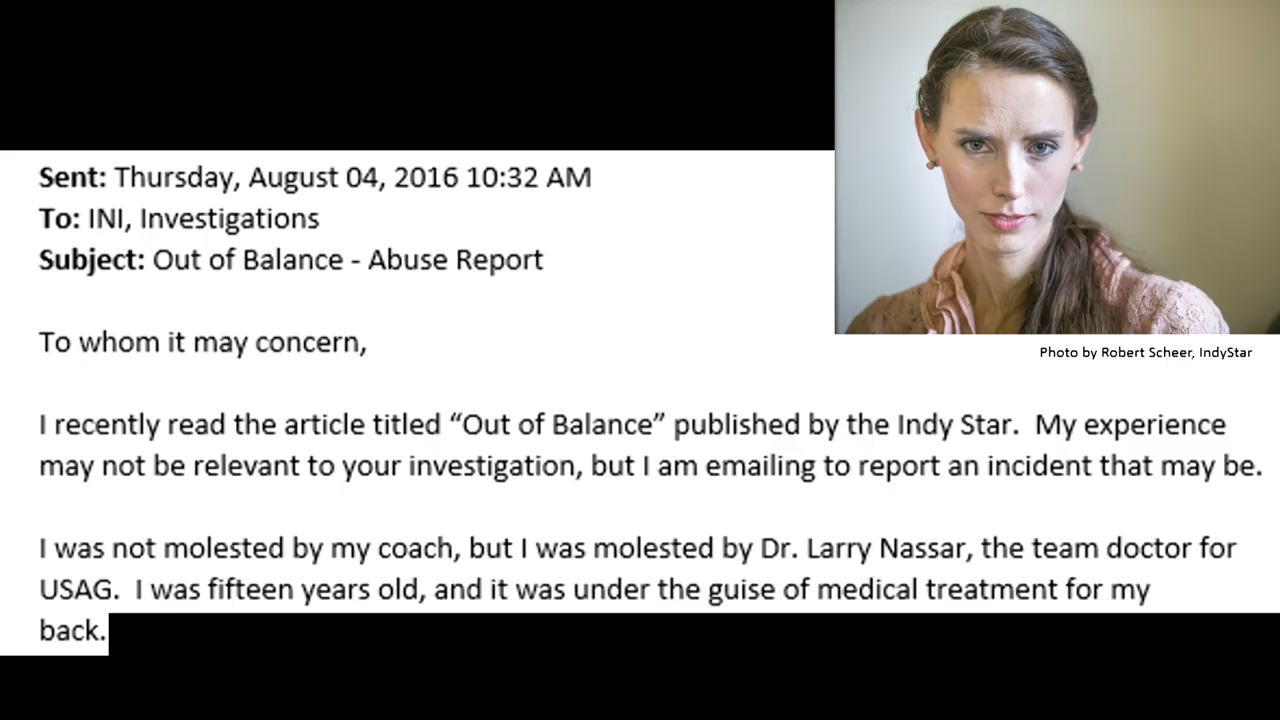 Sent: Thursday, August 04, 2016 10:32 AM
To: INI, Investigations
Subject: Out of Balance - Abuse Report
To whom it may concern,
Photo by Robert Scheer, IndyStar
I recently read the article titled “Out of Balance” published by the Indy Star.  My experience
may not be relevant to your investigation, but I am emailing to report an incident that may be.
I was not molested by my coach, but I was molested by Dr. Larry Nassar, the team doctor for
USAG.  I was fifteen years old, and it was under the guise of medical treatment for my
back.